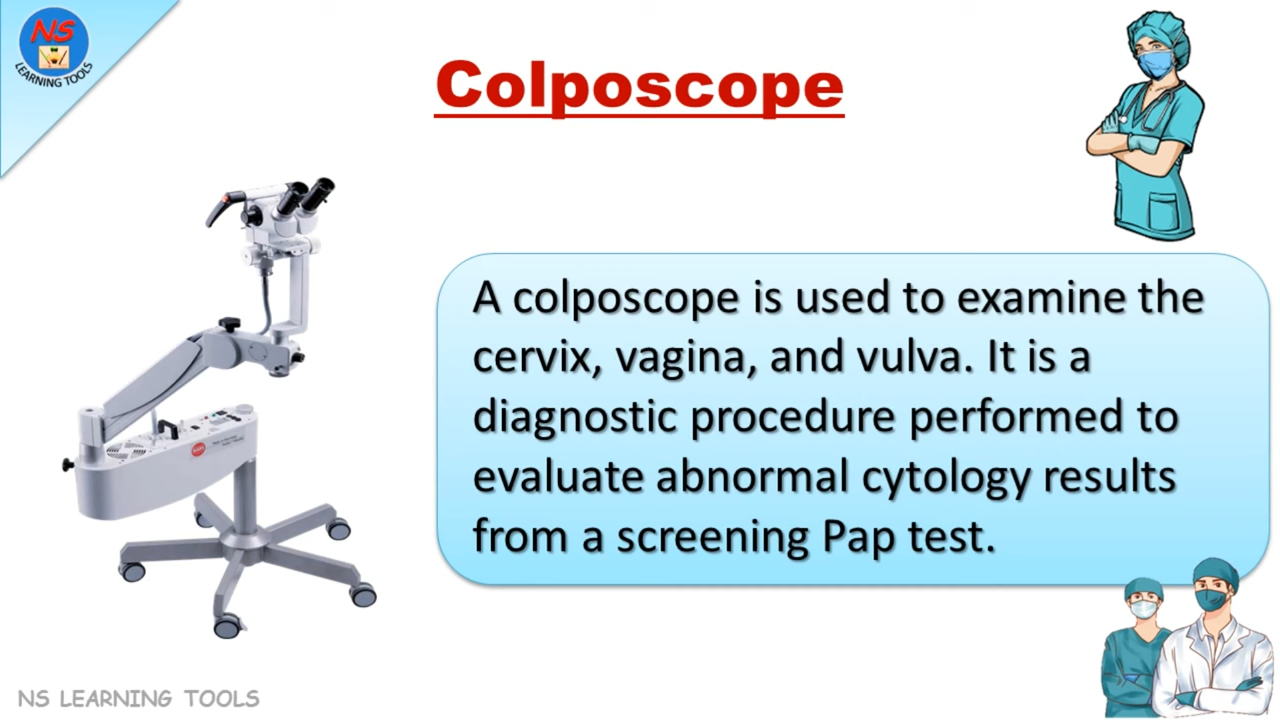 NS
LEARNING TOOLS
Colposcope
A colposcope is used to examine the
cervix, vagina, and vulva. It is a
diagnostic procedure performed to
evaluate abnormal cytology results
from a screening Pap test.
NS LEARNING TOOLS